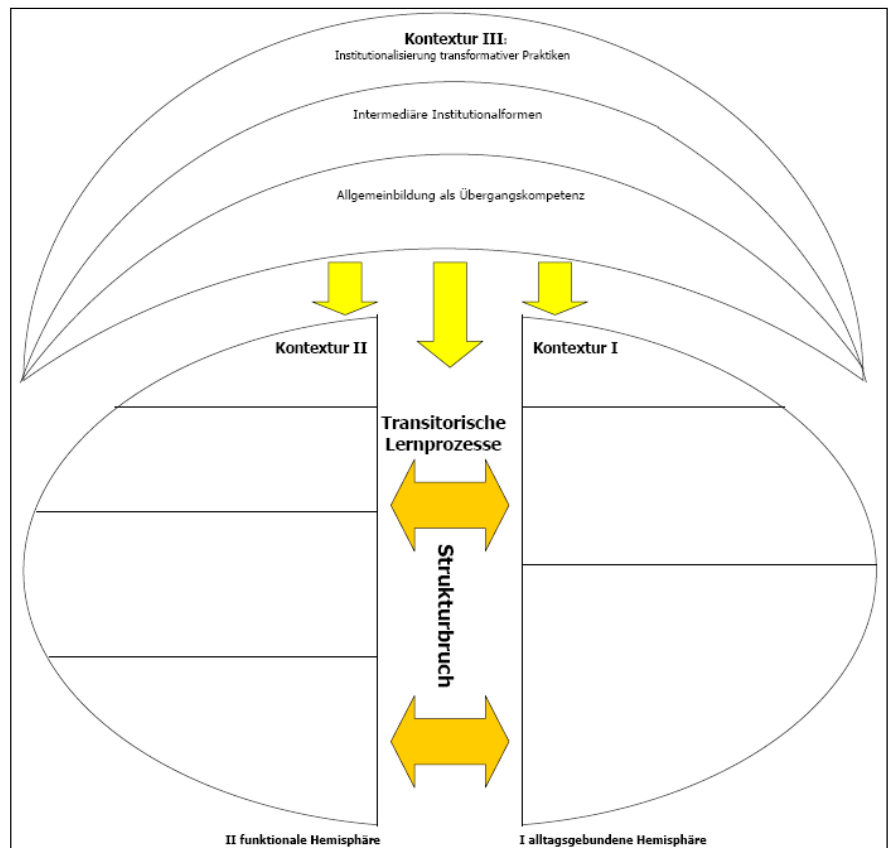 Kontextur III:
Institutionalisierung transformativer Praktiken
Intermediäre Institutionalformen
Allgemeinbildung als Übergangskompetenz
Kontextur II
Kontextur I
Transitorische
Lernprozesse
Strukturbruch
II funktionale Hemisphäre
I alltagsgebundene Hemisphäre